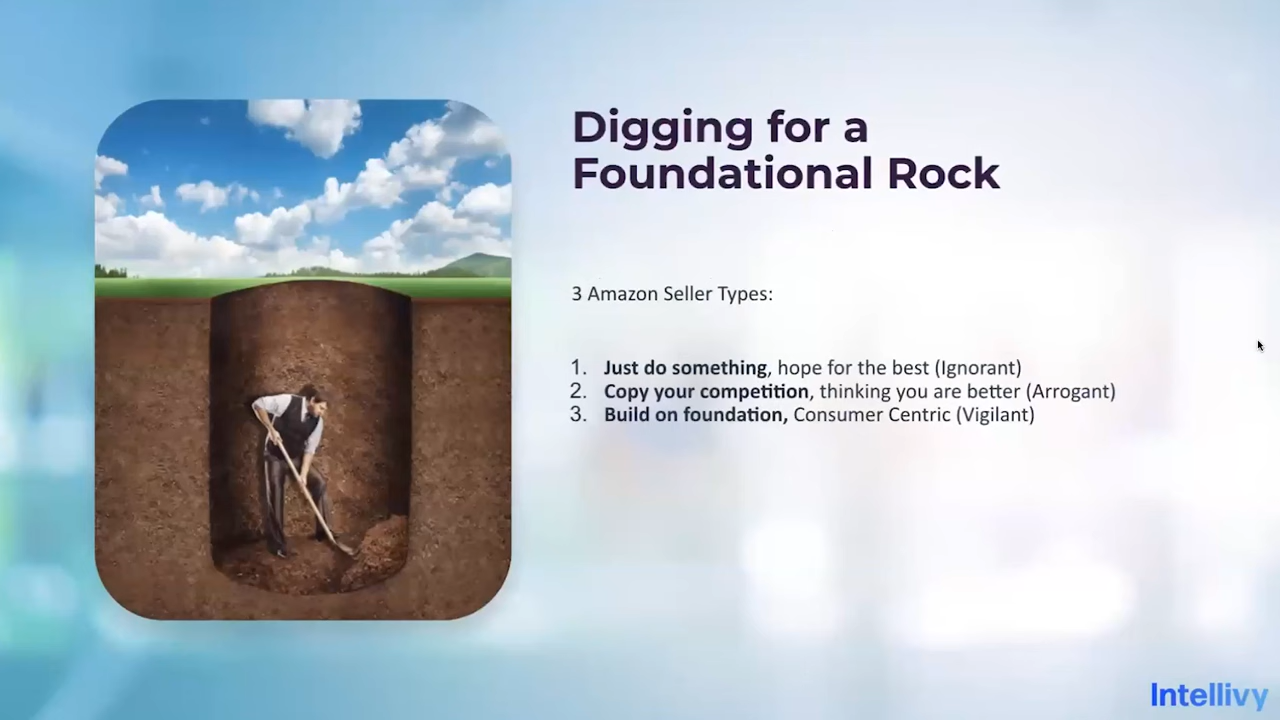 Digging for a
Foundational Rock
3 Amazon Seller Types:
1. Just do something, hope for the best (Ignorant)
2. Copy your competition, thinking you are better (Arrogant)
3. Build on foundation, Consumer Centric (Vigilant)
Intellivy